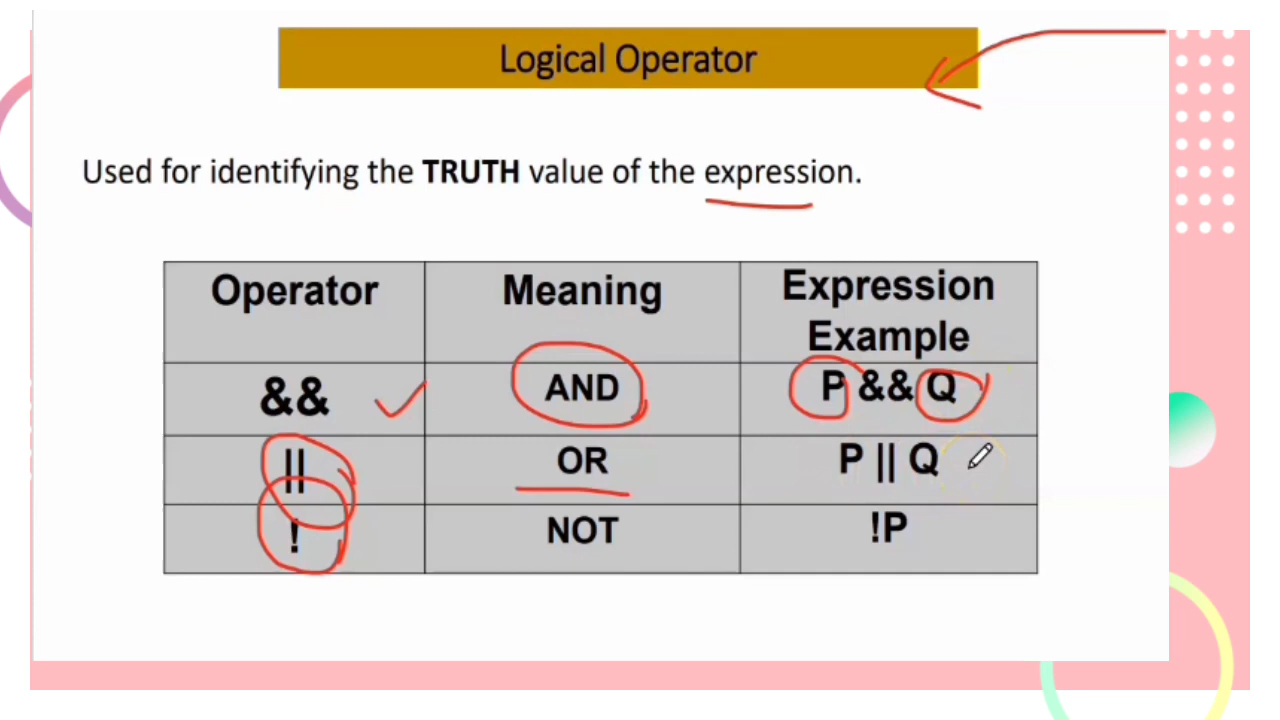 Logical Operator
Used for identifying the TRUTH value of the expression.
Operator Meaning Expression Example
&& AND P && Q
|| OR P || Q
! NOT !P